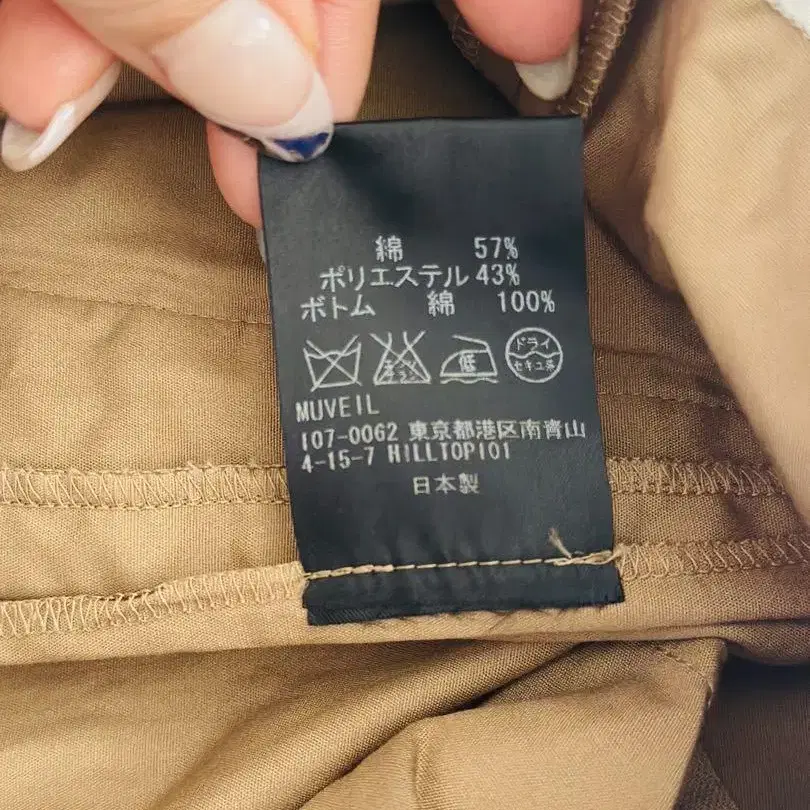 綿 57%
ポリエステル 43%
ボトム 綿 100%
低 ドライ
セキユ系
MUVEIL
107-0062 東京都港区南青山
4-15-7 HILLTOP101
日本製